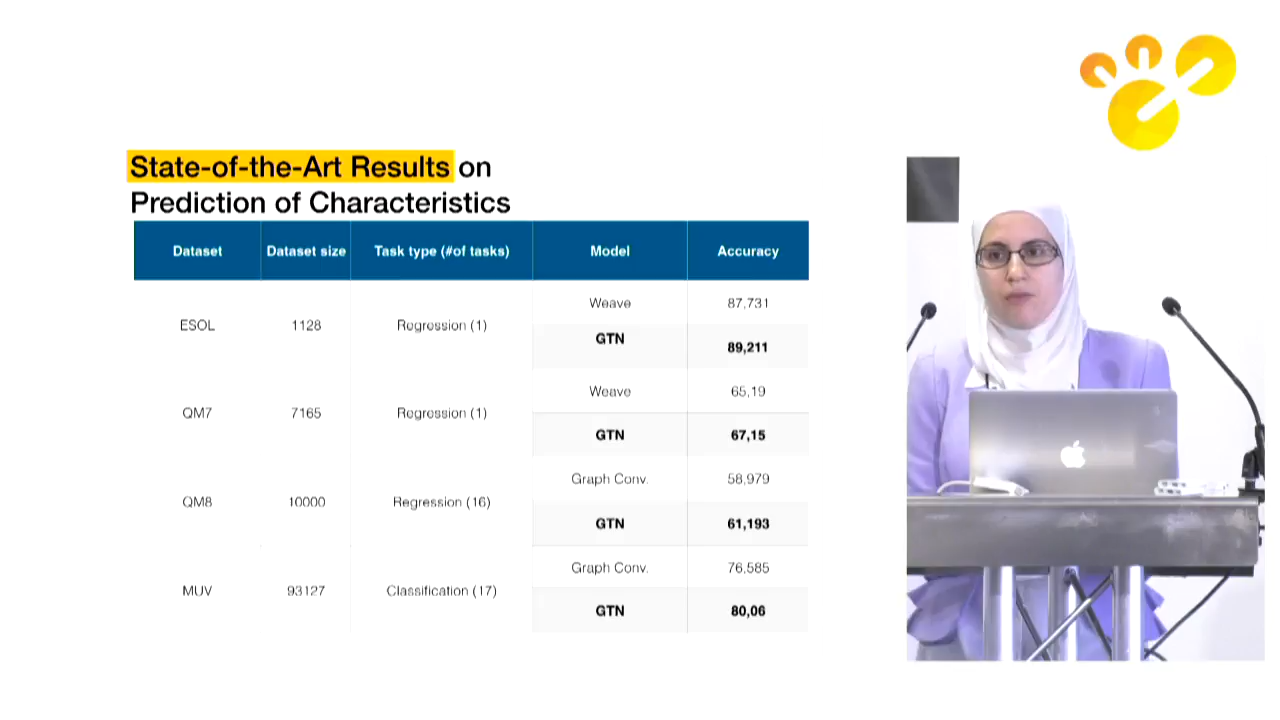 State-of-the-Art Results on
Prediction of Characteristics
Dataset Dataset size Task type (#of tasks) Model Accuracy
ESOL 1128 Regression (1) Weave 87,731
GTN 89,211
QM7 7165 Regression (1) Weave 65,19
GTN 67,15
QM8 10000 Regression (16) Graph Conv. 58,979
GTN 61,193
MUV 93127 Classification (17) Graph Conv. 76,585
GTN 80,06